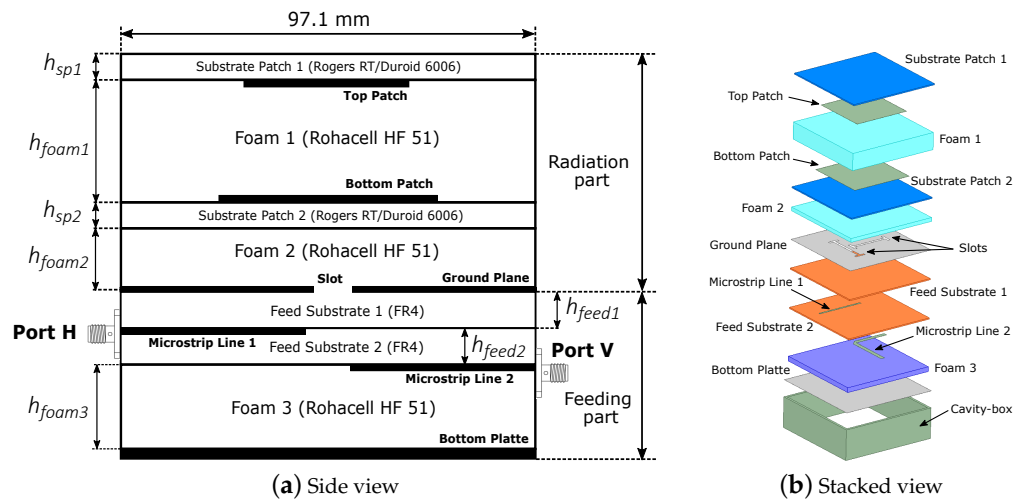 97.1 mm
h_sp1
Substrate Patch 1 (Rogers RT/Duroid 6006)
Top Patch
h_foam1
Foam 1 (Rohacell HF 51)
Radiation
part
Bottom Patch
h_sp2
Substrate Patch 2 (Rogers RT/Duroid 6006)
h_foam2
Foam 2 (Rohacell HF 51)
Slot
Ground Plane
Feed Substrate 1 (FR4)
h_feed1
Port H
Microstrip Line 1
Feed Substrate 2 (FR4)
h_feed2
Port V
Microstrip Line 2
h_foam3
Foam 3 (Rohacell HF 51)
Feeding
part
Bottom Platte
(a) Side view
Substrate Patch 1
Top Patch
Foam 1
Bottom Patch
Substrate Patch 2
Foam 2
Ground Plane
Slots
Microstrip Line 1
Feed Substrate 1
Feed Substrate 2
Microstrip Line 2
Bottom Platte
Foam 3
Cavity-box
(b) Stacked view